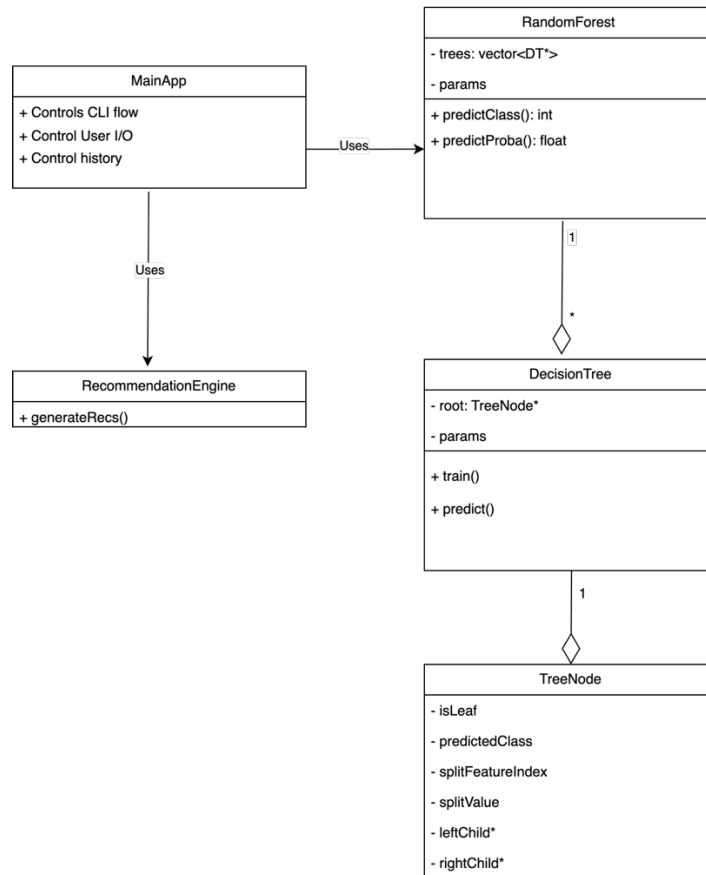 RandomForest
- trees: vector<DT*>
- params
+ predictClass(): int
+ predictProba(): float
MainApp
+ Controls CLI flow
+ Control User I/O
+ Control history
Uses
Uses
1
*
RecommendationEngine
+ generateRecs()
DecisionTree
- root: TreeNode*
- params
+ train()
+ predict()
1
TreeNode
- isLeaf
- predictedClass
- splitFeatureIndex
- splitValue
- leftChild*
- rightChild*